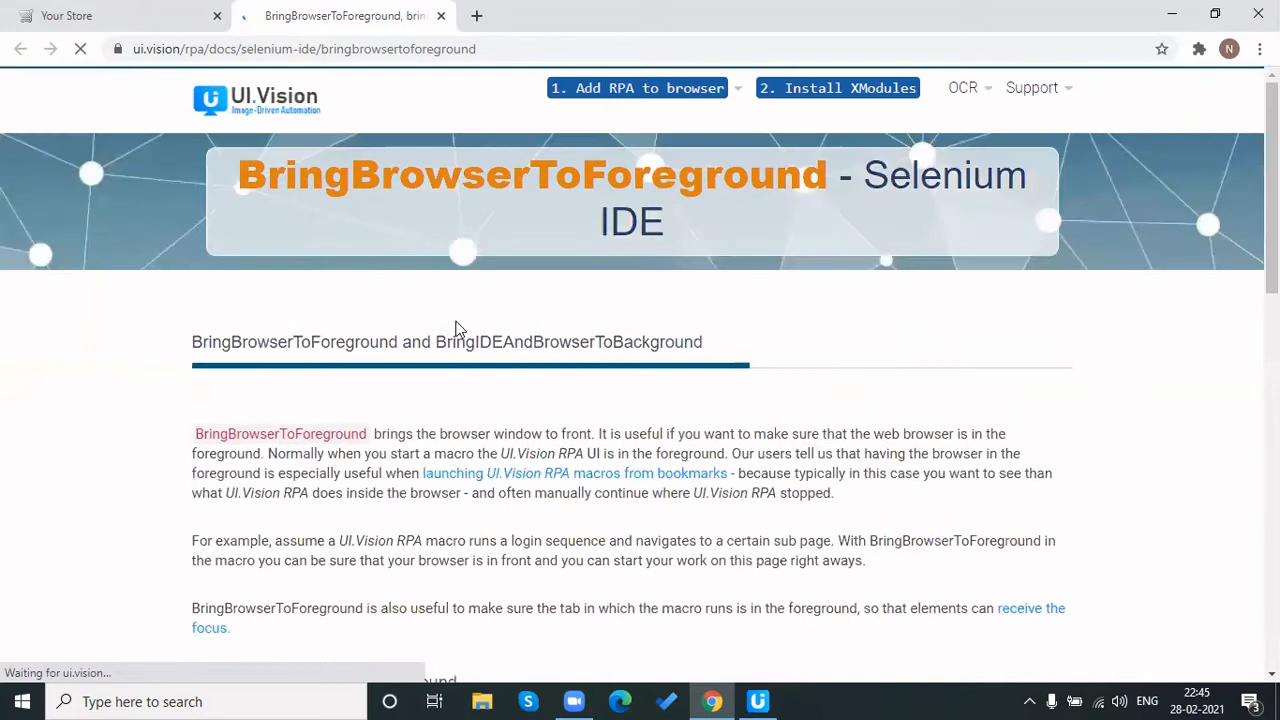 Your Store
BringBrowserToForeground, brin
ui.vision/rpa/docs/selenium-ide/bringbrowsertoforeground
N
UI.Vision
Image-Driven Automation
1. Add RPA to browser
2. Install XModules
OCR
Support
BringBrowserToForeground - Selenium
IDE
BringBrowserToForeground and BringIDEAndBrowserToBackground
BringBrowserToForeground brings the browser window to front. It is useful if you want to make sure that the web browser is in the
foreground. Normally when you start a macro the UI.Vision RPA UI is in the foreground. Our users tell us that having the browser in the
foreground is especially useful when launching UI.Vision RPA macros from bookmarks - because typically in this case you want to see than
what UI.Vision RPA does inside the browser - and often manually continue where UI.Vision RPA stopped.
For example, assume a UI.Vision RPA macro runs a login sequence and navigates to a certain sub page. With BringBrowserToForeground in
the macro you can be sure that your browser is in front and you can start your work on this page right aways.
BringBrowserToForeground is also useful to make sure the tab in which the macro runs is in the foreground, so that elements can receive the
focus.
Waiting for ui.vision...
Type here to search
ENG
22:45
28-02-2021
3